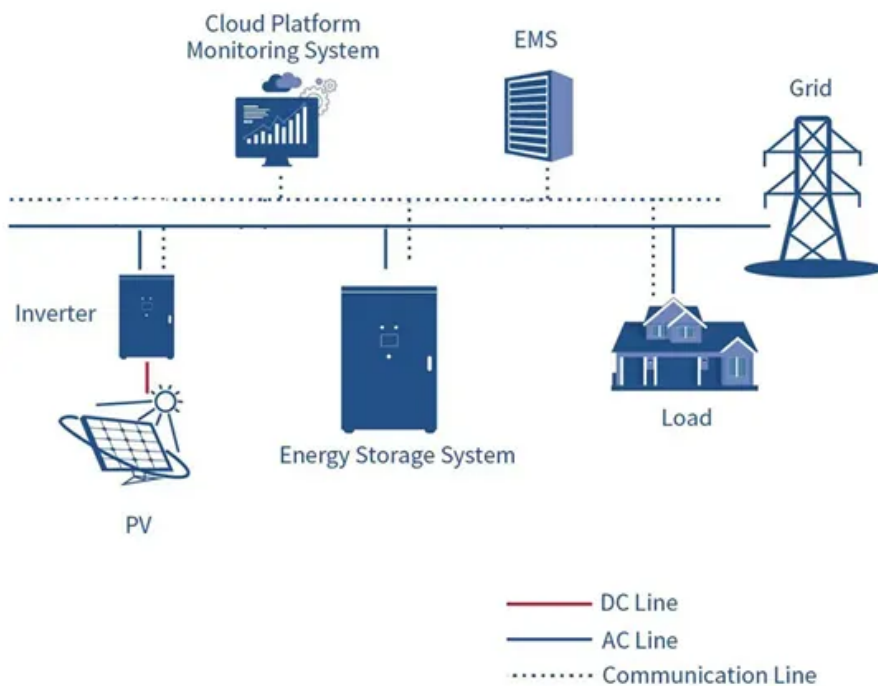 Cloud Platform
Monitoring System
EMS
Grid
Inverter
Load
Energy Storage System
PV
DC Line
AC Line
Communication Line